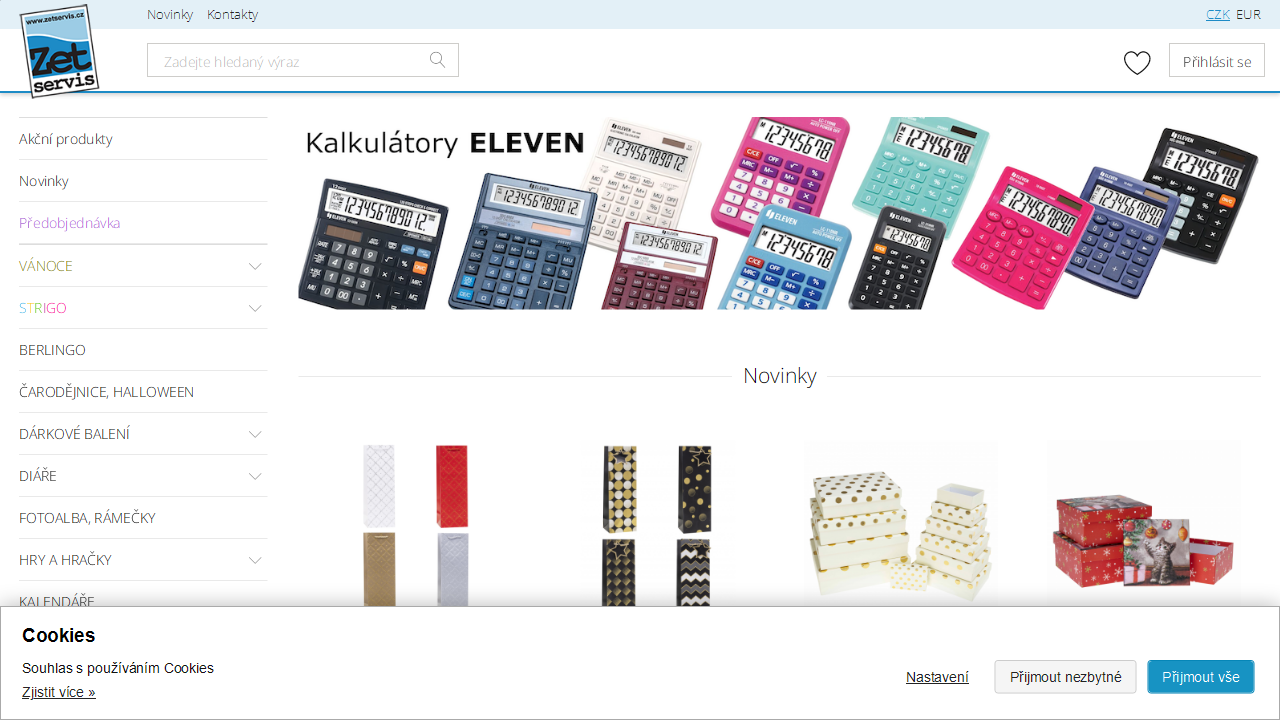 www.zetservis.cz
Zet
servis
Novinky Kontakty
CZK EUR
Zadejte hledaný výraz
Přihlásit se
Akční produkty
Novinky
Předobjednávka
VÁNOCE
STRIGO
BERLINGO
ČARODĚJNICE, HALLOWEEN
DÁRKOVÉ BALENÍ
DIÁŘE
FOTOALBA, RÁMEČKY
HRY A HRAČKY
KALENDÁŘE
Kalkulátory ELEVEN
Novinky
Cookies
Souhlas s používáním Cookies
Zjistit více »
Nastavení
Přijmout nezbytné
Přijmout vše